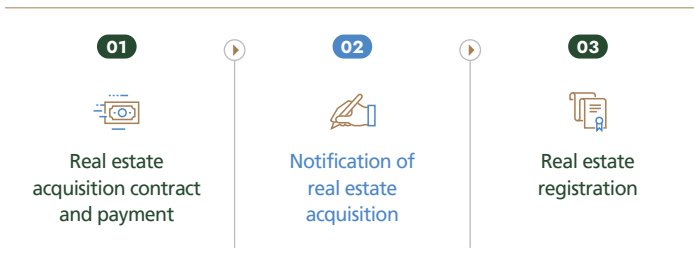 01
Real estate
acquisition contract
and payment
02
Notification of
real estate
acquisition
03
Real estate
registration